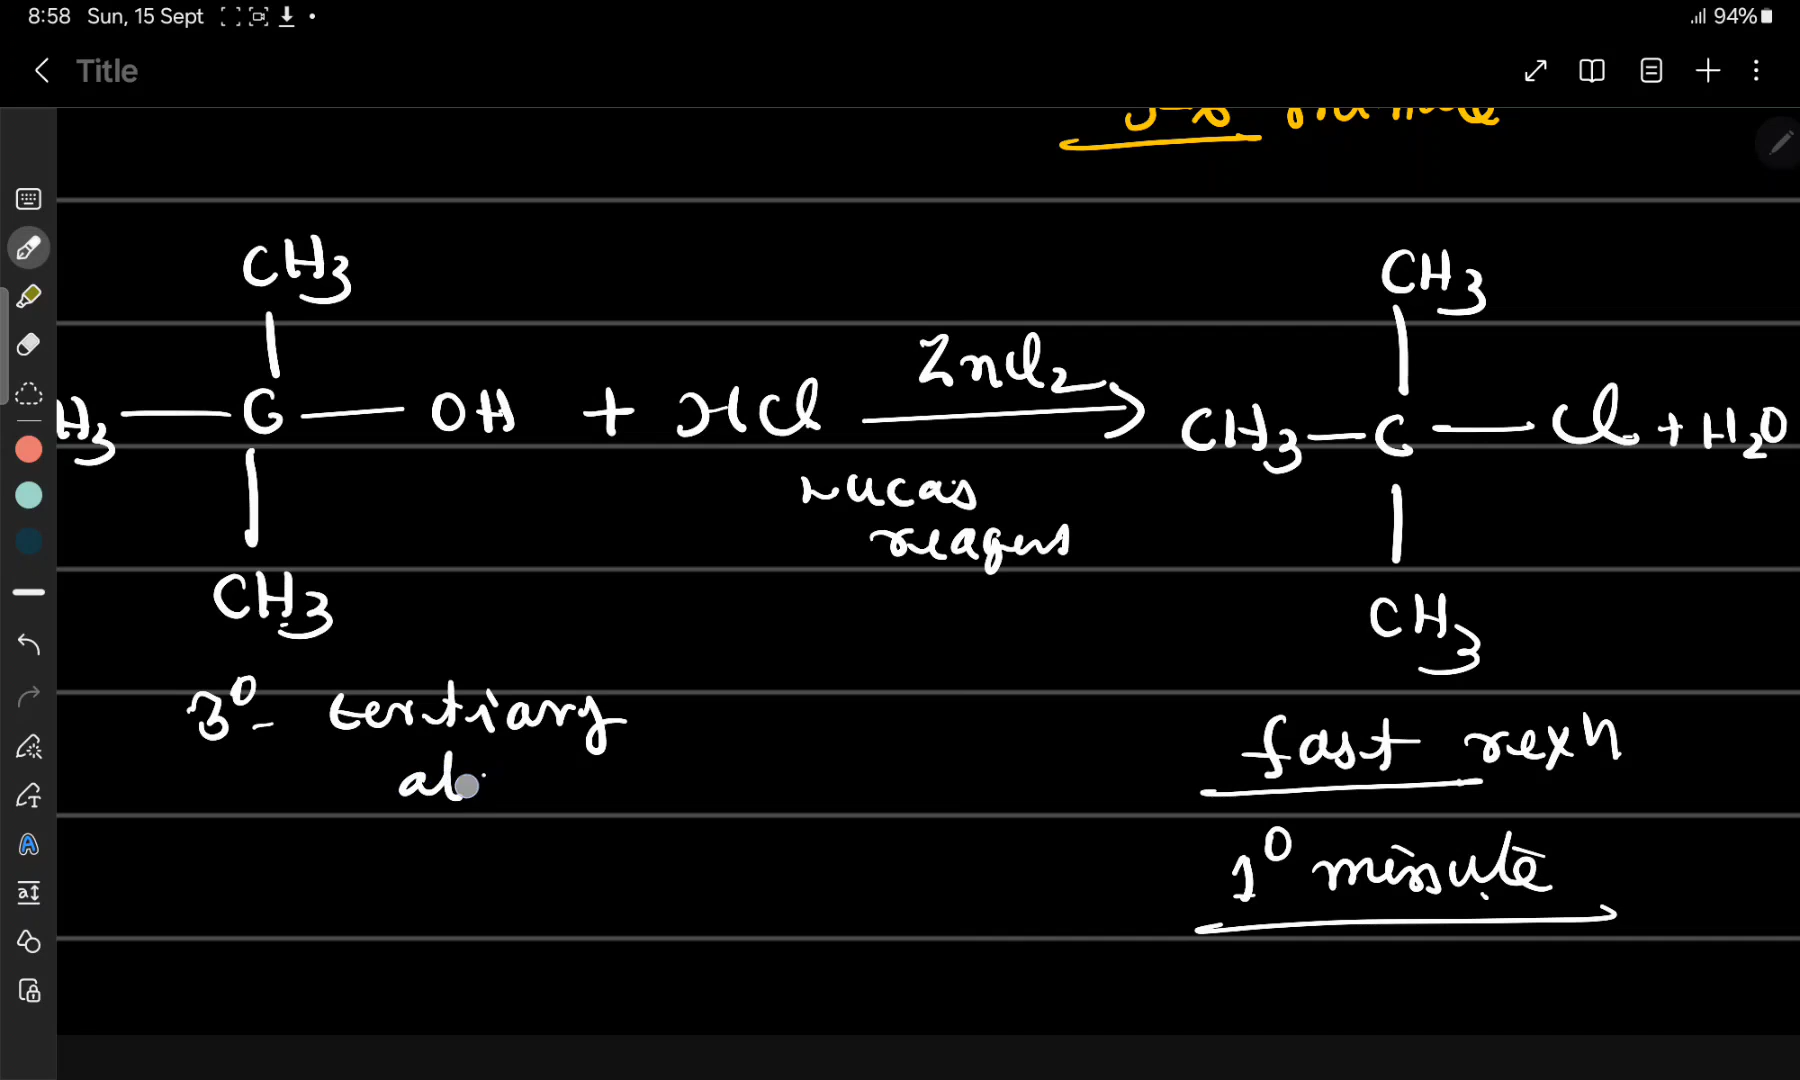 8:58 Sun, 15 Sept 94%
Title
CH3 CH3
ZnCl2
H3 — C — OH + HCl → CH3 — C — Cl + H2O
Lucas
reagent
CH3 CH3
3° - tertiary
al
fast rexn
1° minute